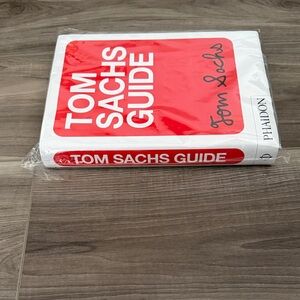 TOM
SACHS
GUIDE
Tom Sachs
PHAIDON
TOM SACHS GUIDE